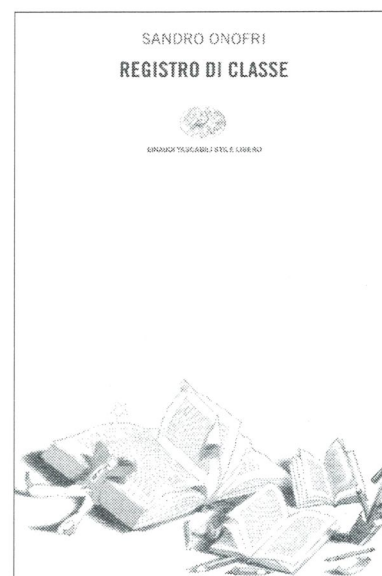 SANDRO ONOFRI
REGISTRO DI CLASSE
EINAUDI TASCABILI STILE LIBERO